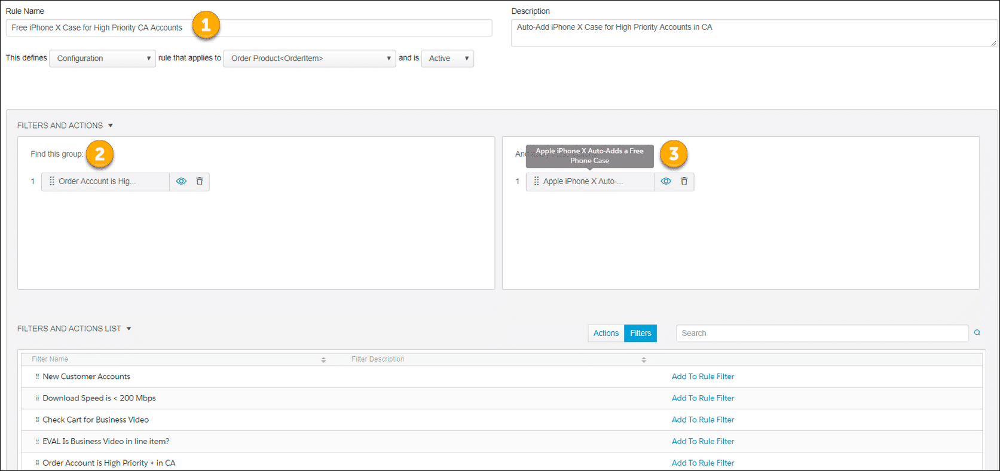 Rule Name
Description
Free iPhone X Case for High Priority CA Accounts
1
Auto-Add iPhone X Case for High Priority Accounts in CA
This defines Configuration rule that applies to Order Product<OrderItem> and is Active
FILTERS AND ACTIONS
Find this group:
2
Apple iPhone X Auto-Adds a Free
Phone Case
3
1 Order Account is Hig...
1 Apple iPhone X Auto-...
FILTERS AND ACTIONS LIST
Actions Filters Search
Filter Name Filter Description
New Customer Accounts Add To Rule Filter
Download Speed is < 200 Mbps Add To Rule Filter
Check Cart for Business Video Add To Rule Filter
EVAL Is Business Video in line item? Add To Rule Filter
Order Account is High Priority + in CA Add To Rule Filter